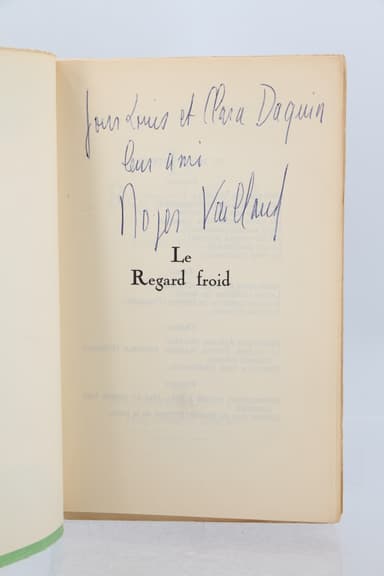 pour Louis et Clara Daquin
leur ami
Roger Vailland
Le
Regard froid